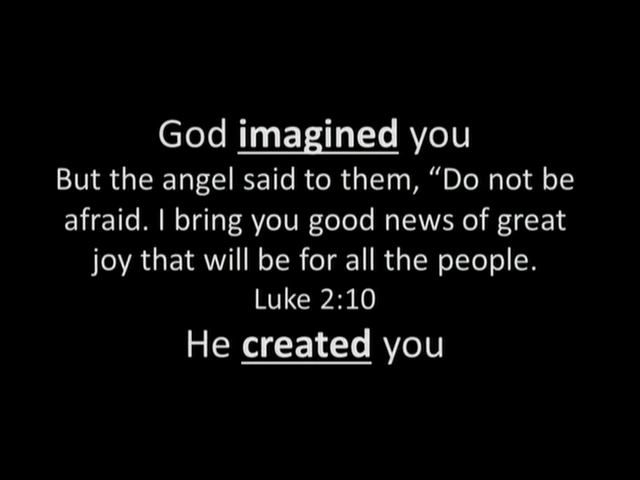 God imagined you
But the angel said to them, “Do not be
afraid. I bring you good news of great
joy that will be for all the people.
Luke 2:10
He created you